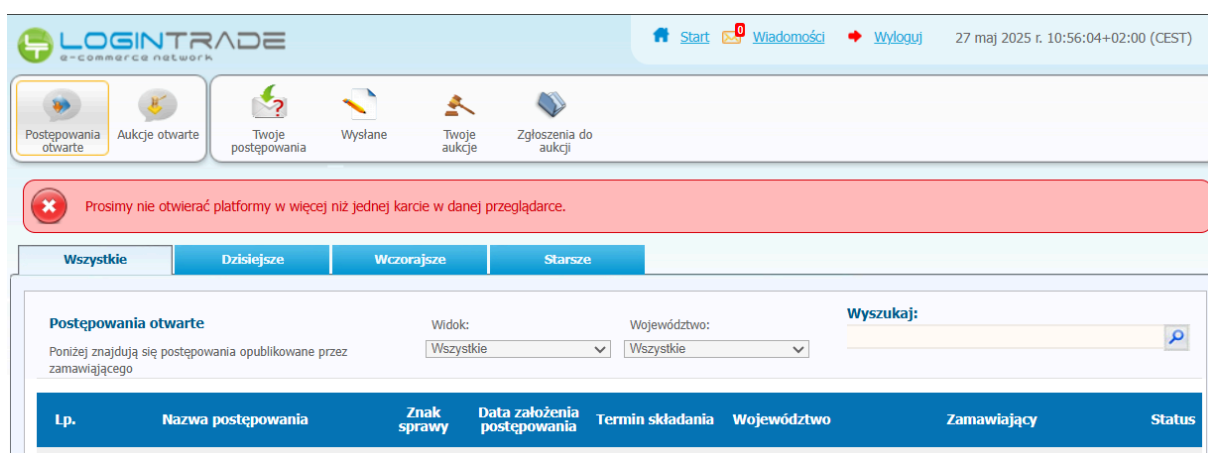 LOGINTRADE
e-commerce network
Start 0 Wiadomości Wyloguj 27 maj 2025 r. 10:56:04+02:00 (CEST)
Postępowania
otwarte
Aukcje otwarte
Twoje
postępowania
Wysłane
Twoje
aukcje
Zgłoszenia do
aukcji
Prosimy nie otwierać platformy w więcej niż jednej karcie w danej przeglądarce.
Wszystkie Dzisiejsze Wczorajsze Starsze
Postępowania otwarte
Poniżej znajdują się postępowania opublikowane przez
zamawiającego
Widok:
Wszystkie
Województwo:
Wszystkie
Wyszukaj:
Lp.
Nazwa postępowania
Znak
sprawy
Data założenia
postępowania
Termin składania
Województwo
Zamawiający
Status